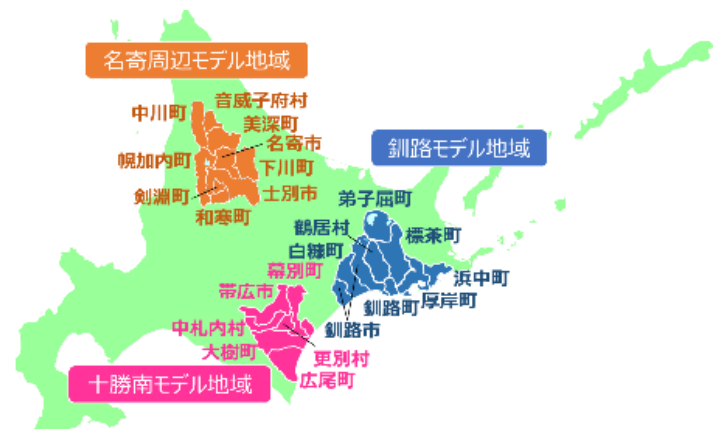 名寄周辺モデル地域
音威子府村
中川町
美深町
名寄市
幌加内町
下川町
剣淵町
士別市
和寒町
釧路モデル地域
弟子屈町
鶴居村
標茶町
白糠町
浜中町
厚岸町
釧路町
釧路市
幕別町
帯広市
中札内村
大樹町
更別村
広尾町
十勝南モデル地域